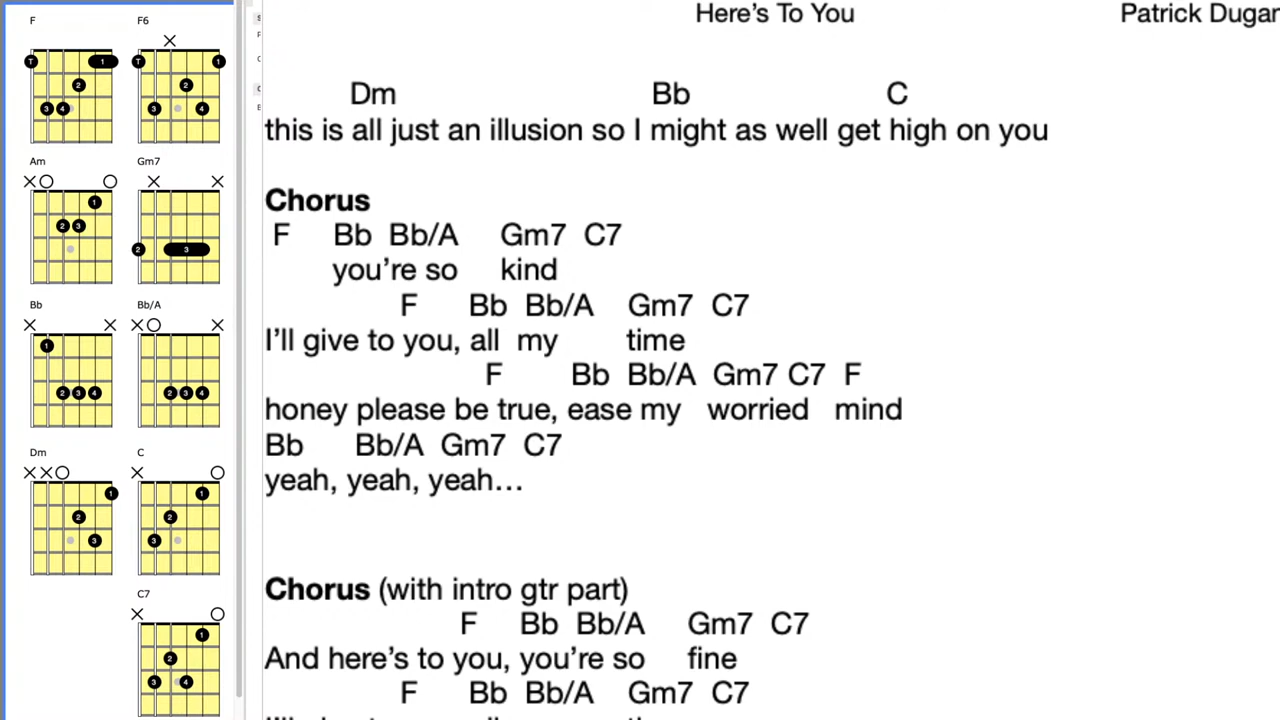 Here's To You Patrick Dugan
F F6
Am Gm7
Bb Bb/A
Dm C
C7
Dm Bb C
this is all just an illusion so I might as well get high on you
Chorus
F Bb Bb/A Gm7 C7
you're so kind
F Bb Bb/A Gm7 C7
I'll give to you, all my time
F Bb Bb/A Gm7 C7 F
honey please be true, ease my worried mind
Bb Bb/A Gm7 C7
yeah, yeah, yeah…
Chorus (with intro gtr part)
F Bb Bb/A Gm7 C7
And here's to you, you're so fine
F Bb Bb/A Gm7 C7